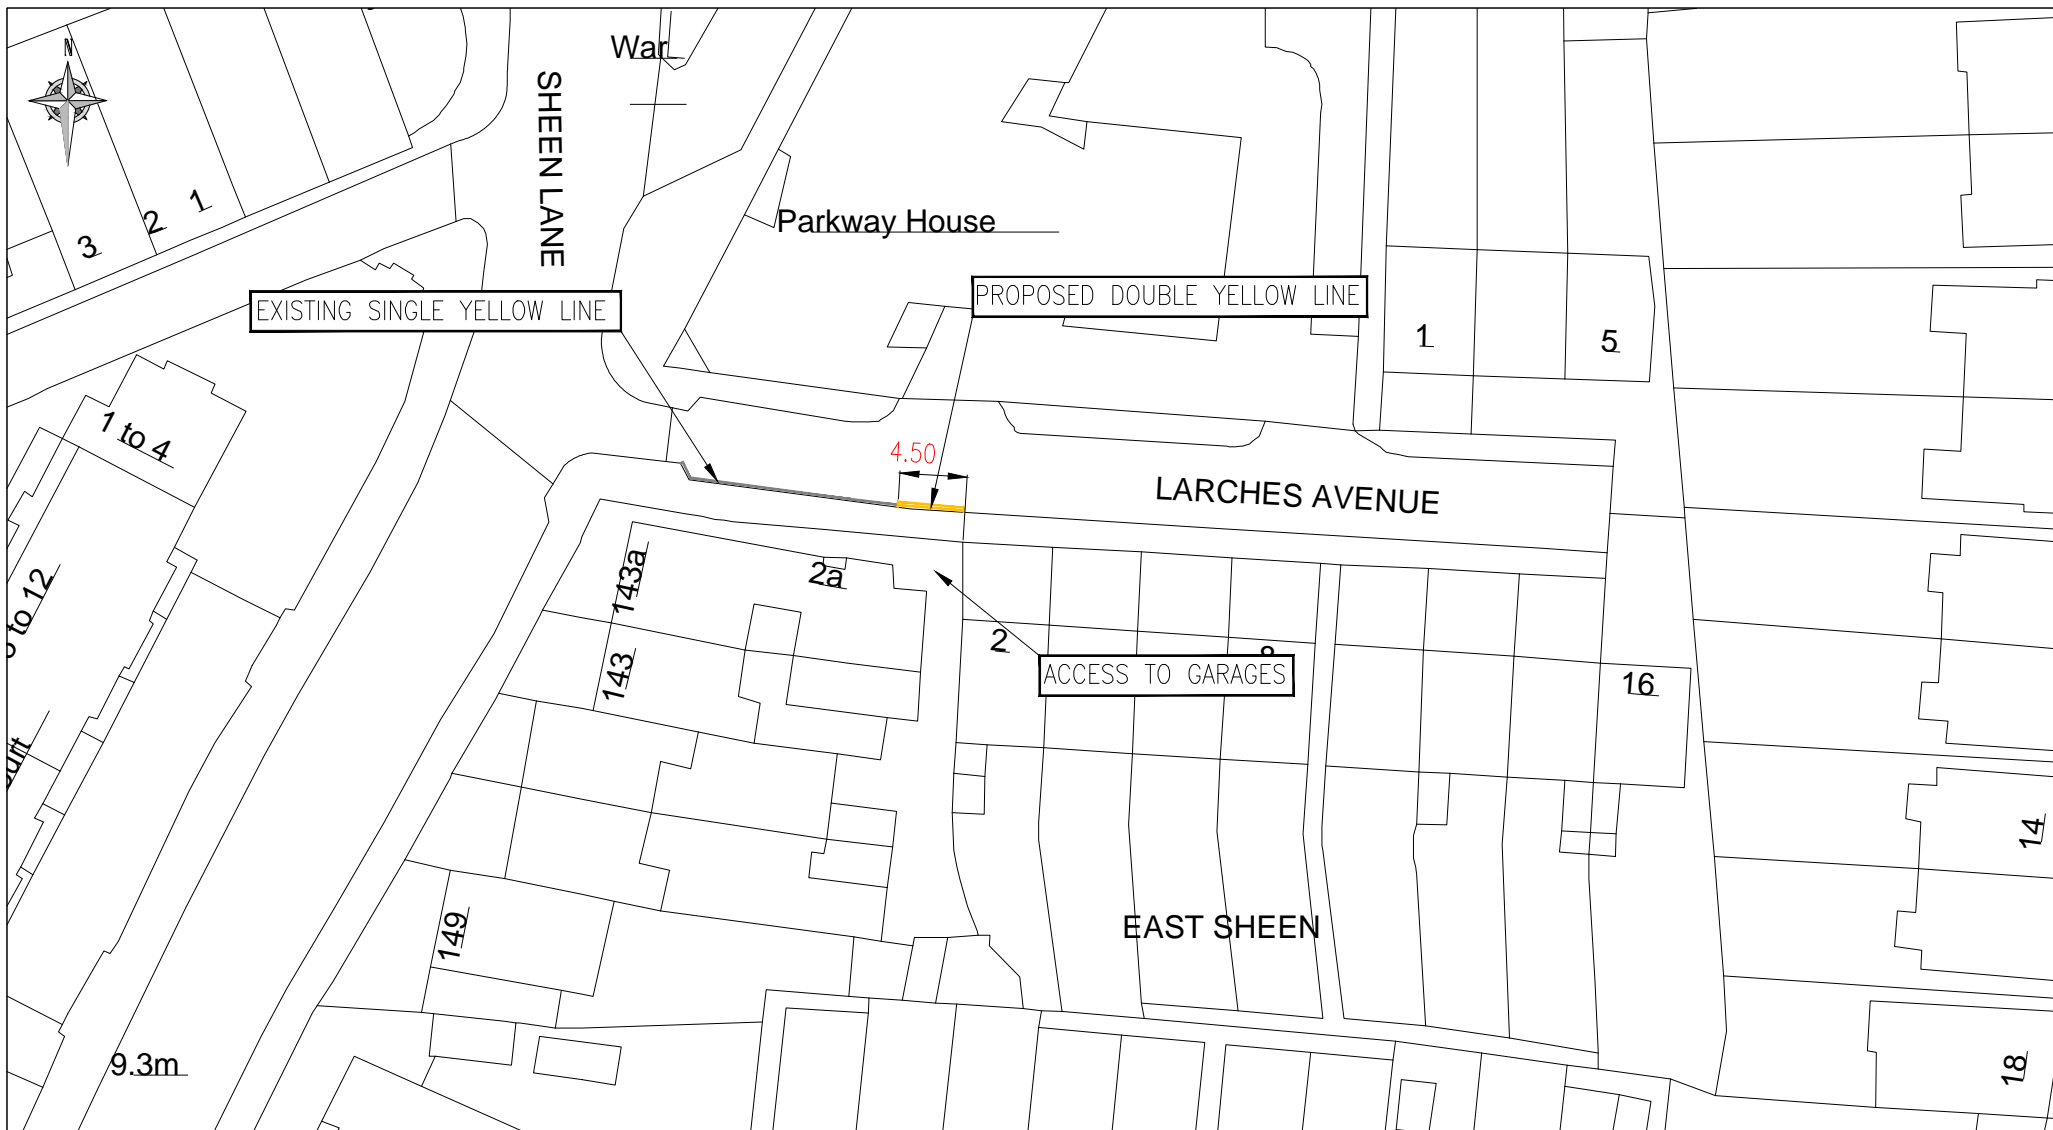 N
War
SHEEN LANE
1
2
3
Parkway House
EXISTING SINGLE YELLOW LINE
PROPOSED DOUBLE YELLOW LINE
1
5
1 to 4
4.50
LARCHES AVENUE
143a
2a
to 12
2
143
ACCESS TO GARAGES
16
14
149
EAST SHEEN
9.3m
18